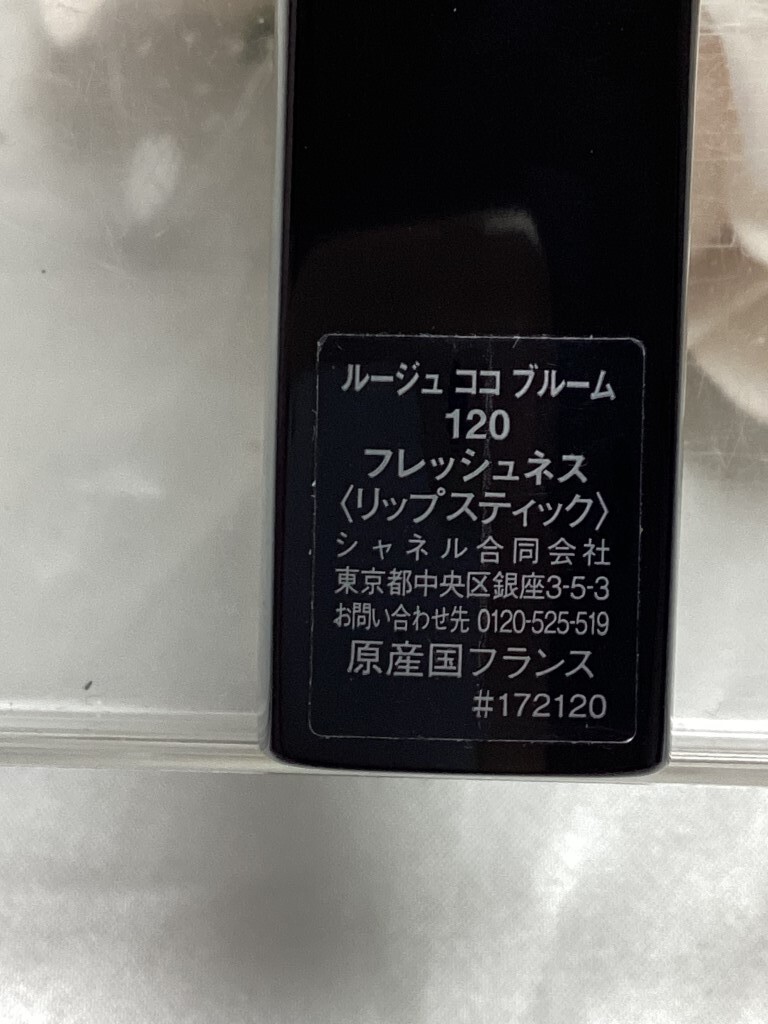 ルージュ ココ ブルーム
120
フレッシュネス
〈リップスティック〉
シャネル合同会社
東京都中央区銀座3-5-3
お問い合わせ先 0120-525-519
原産国フランス
#172120